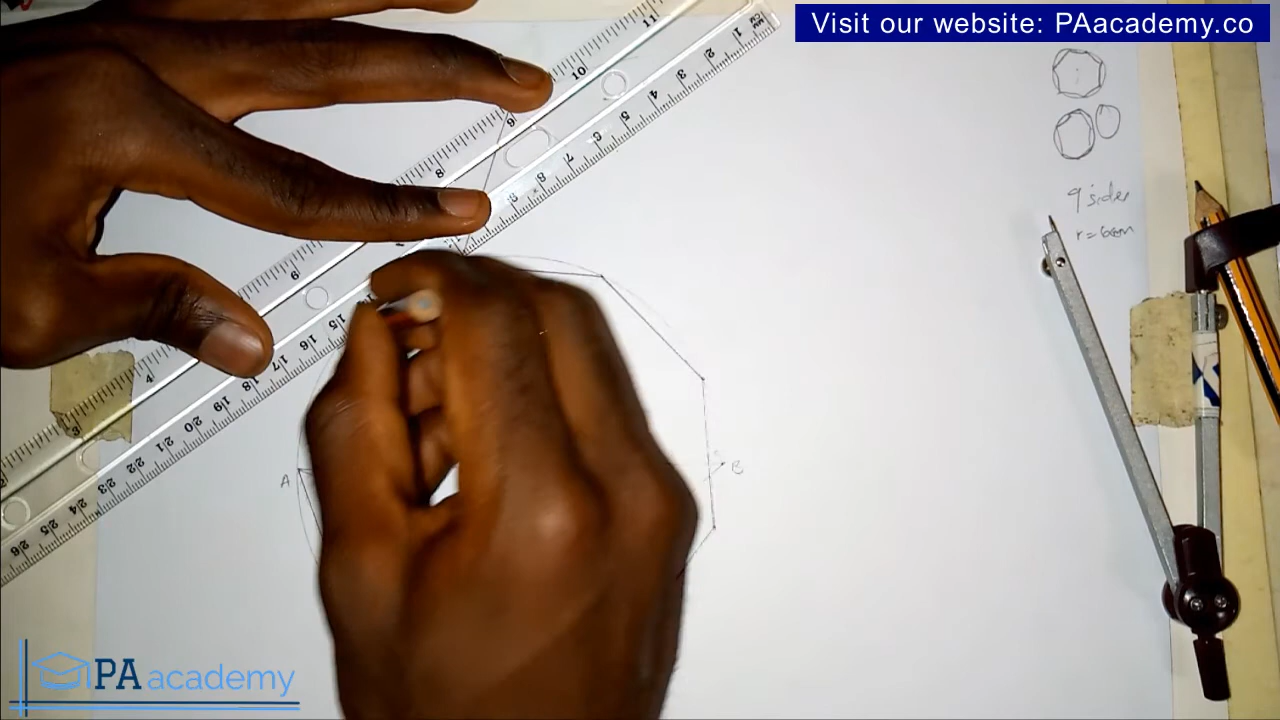 Visit our website: PAacademy.co
9 sides
r = 6cm
A
B
PA academy